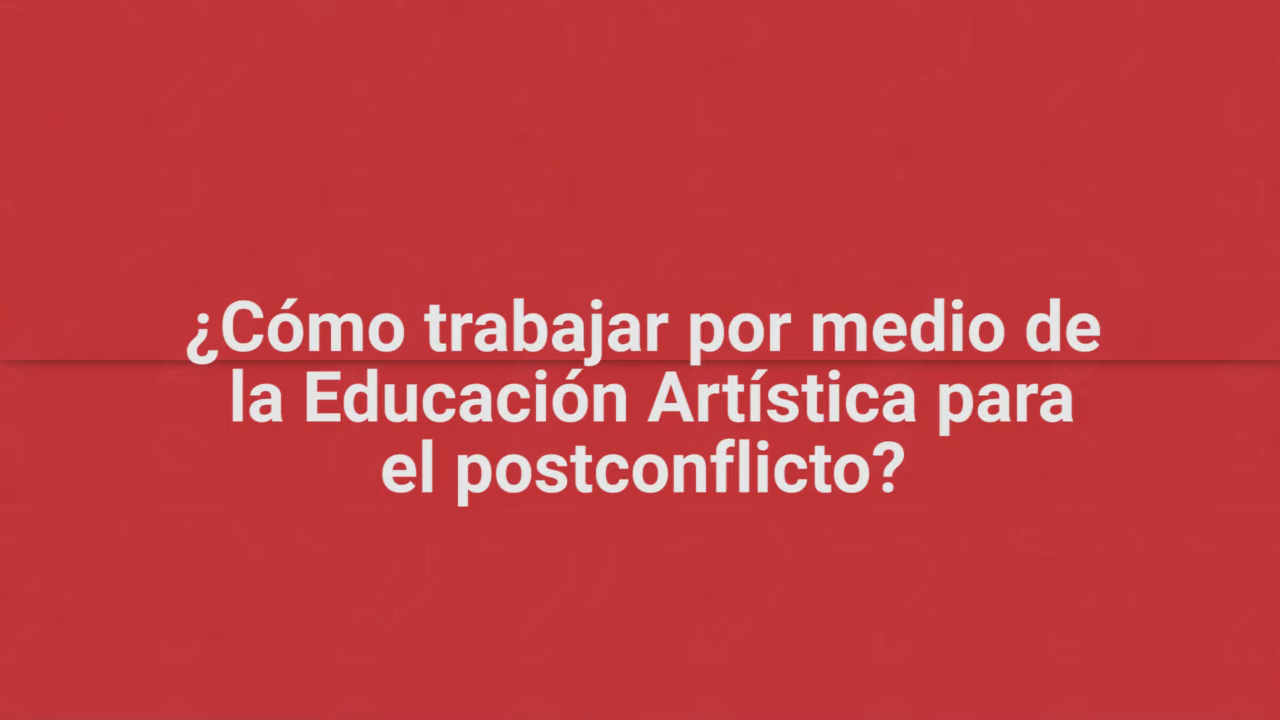 ¿Cómo trabajar por medio de
la Educación Artística para
el postconflicto?